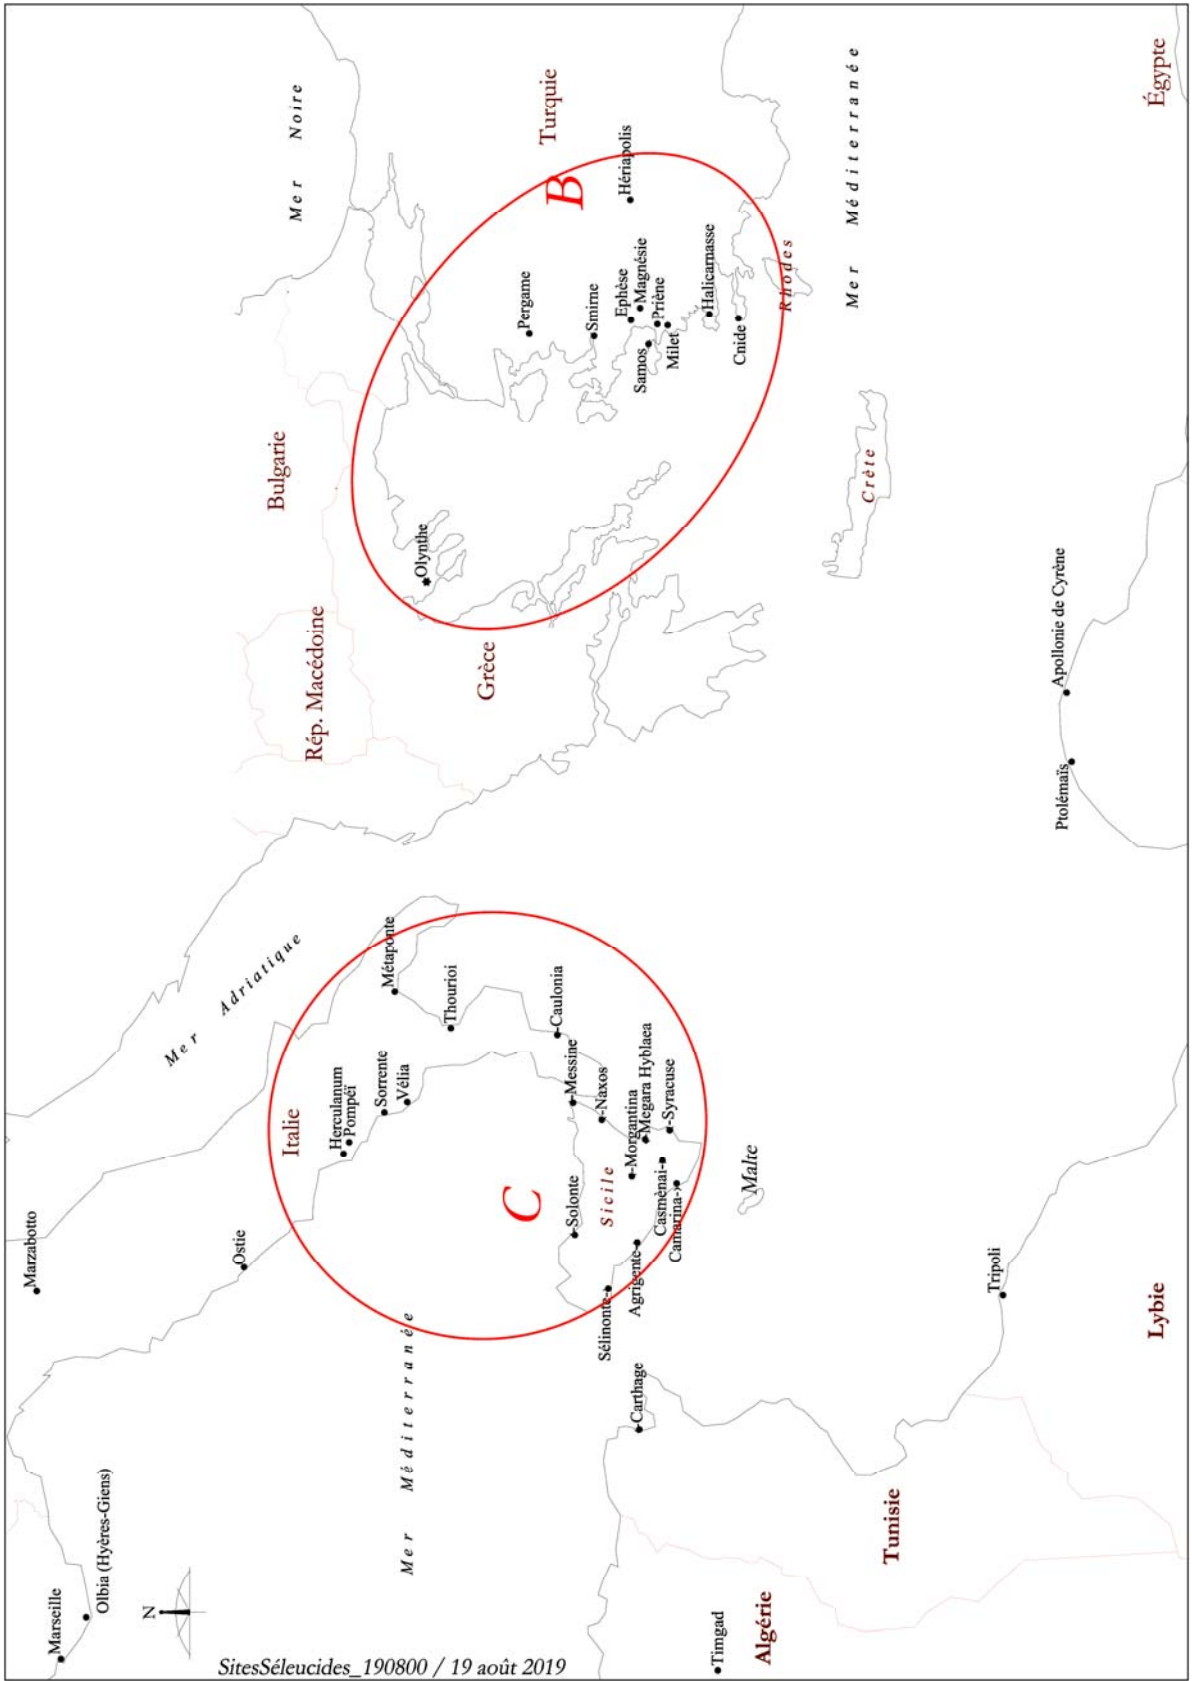 Marzabotto
Marseille
Olbia (Hyères-Giens)
N
Ostie
Mer Adriatique
Mer Noire
Italie
Bulgarie
Rép. Macédoine
Herculanum
Pompéï
Sorrente
Métaponte
Vélia
Olynthe
Mer Méditerranée
Thourioi
Grèce
C
Pergame
Turquie
Caulonia
B
Solonte
Messine
Smirne
Sélinonte
Sicile
Naxos
Ephèse
Hériapolis
Agrigente
Morgantina
Megara Hyblaea
Samos
Magnésie
Carthage
Casmènai
Syracuse
Priène
Camarina
Milet
Halicarnasse
Timgad
Malte
Cnide
Algérie
Rhodes
Mer Méditerranée
Crète
Tunisie
Tripoli
Ptolémaïs
Apollonie de Cyrène
Lybie
Égypte
SitesSéleucides_190800 / 19 août 2019